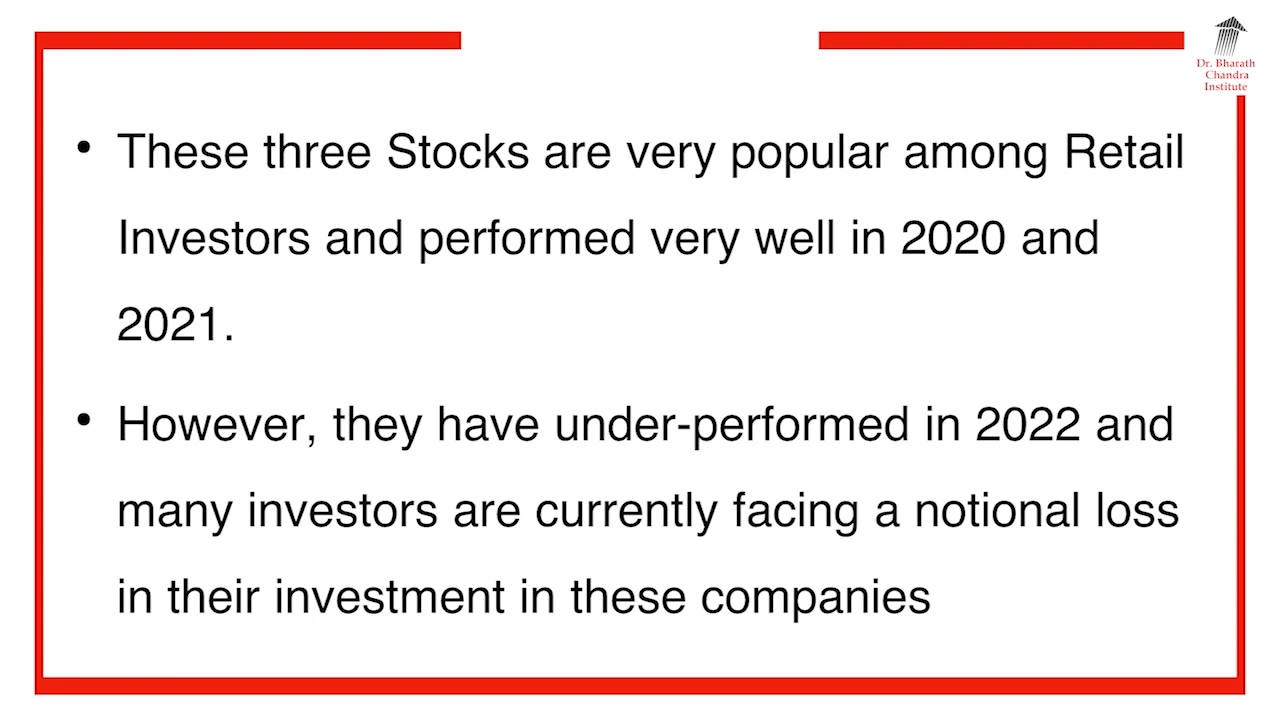 Dr. Bharath
Chandra
Institute
• These three Stocks are very popular among Retail
Investors and performed very well in 2020 and
2021.
• However, they have under-performed in 2022 and
many investors are currently facing a notional loss
in their investment in these companies